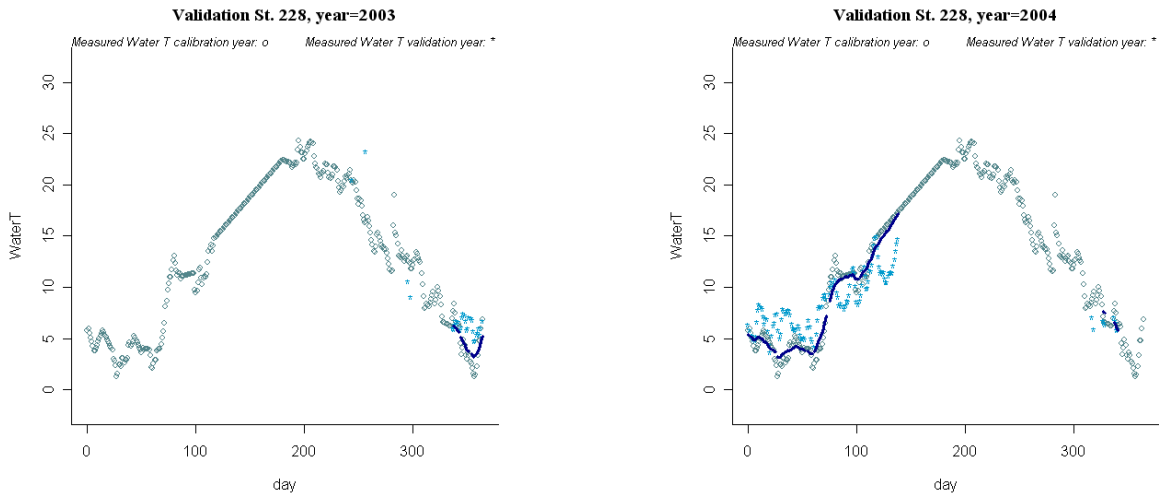 Validation St. 228, year=2003
Measured Water T calibration year: o Measured Water T validation year: *
WaterT
30
25
20
15
10
5
0
0 100 200 300
day
Validation St. 228, year=2004
Measured Water T calibration year: o Measured Water T validation year: *
WaterT
30
25
20
15
10
5
0
0 100 200 300
day